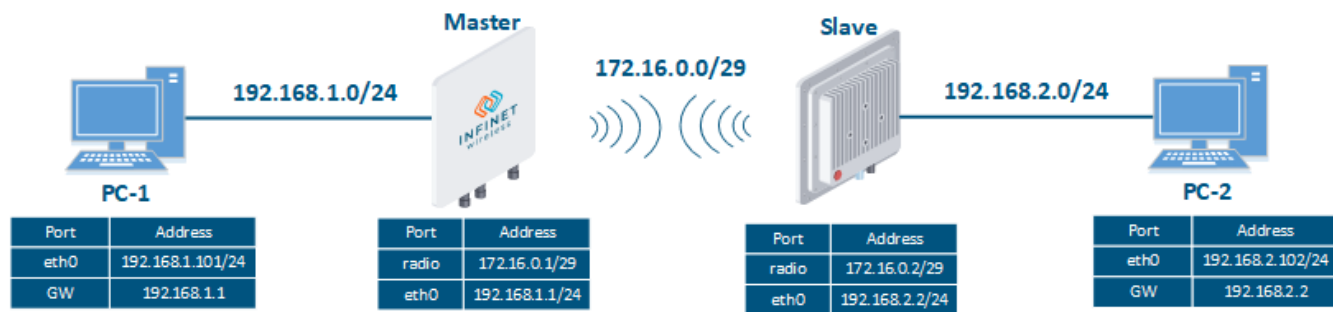 Master
Slave
192.168.1.0/24
172.16.0.0/29
192.168.2.0/24
INFINET
wireless
PC-1
PC-2
Port Address
eth0 192.168.1.101/24
GW 192.168.1.1
Port Address
radio 172.16.0.1/29
eth0 192.168.1.1/24
Port Address
radio 172.16.0.2/29
eth0 192.168.2.2/24
Port Address
eth0 192.168.2.102/24
GW 192.168.2.2